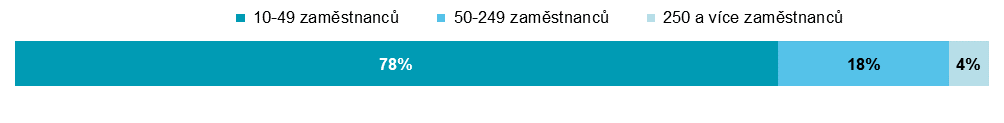 10-49 zaměstnanců 50-249 zaměstnanců 250 a více zaměstnanců
78% 18% 4%